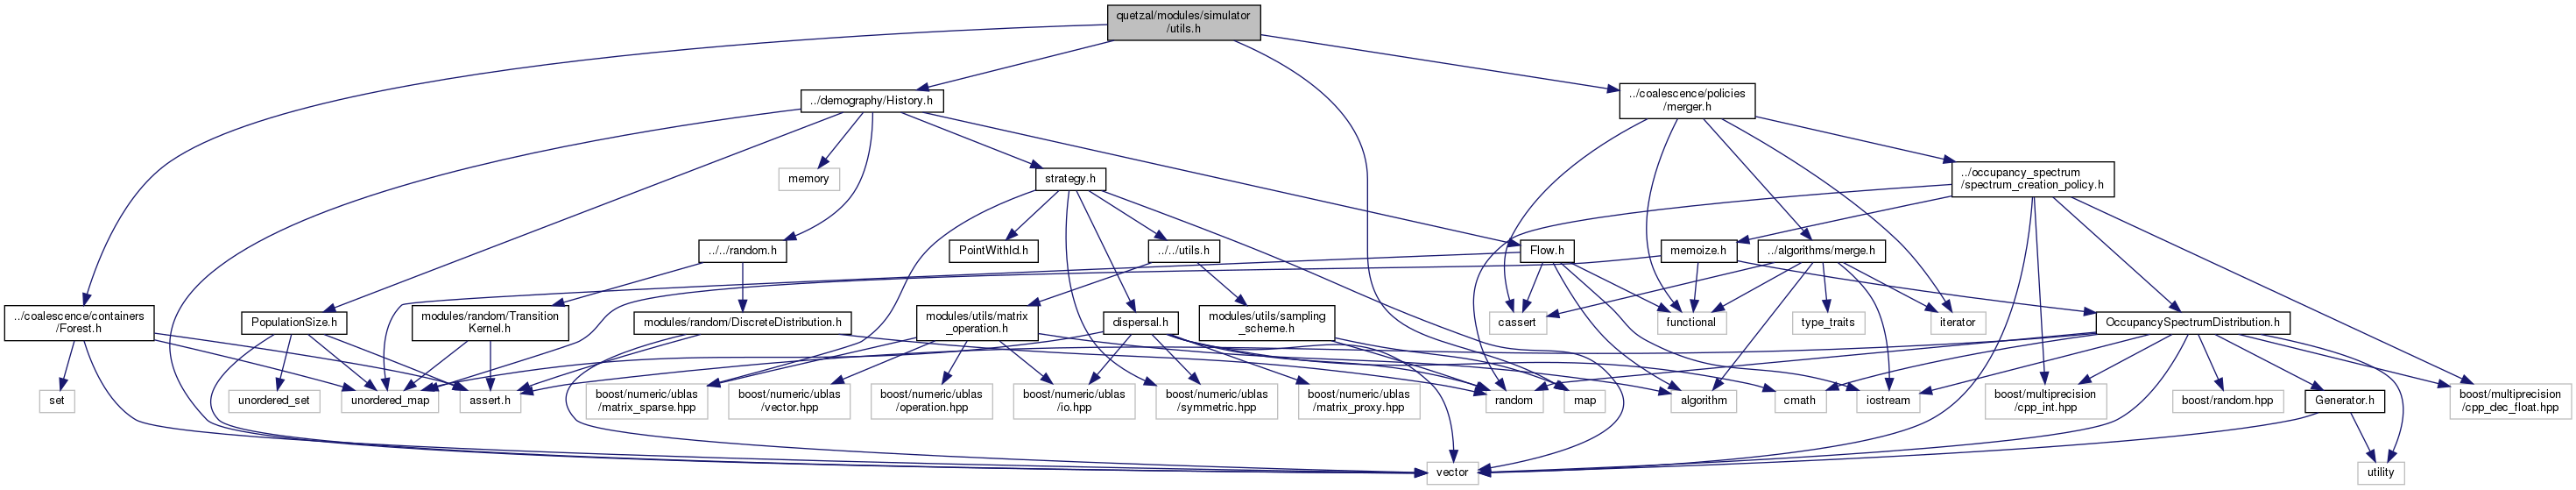 quetzal/modules/simulator
/utils.h
../demography/History.h
../coalescence/policies
/merger.h
memory
strategy.h
../occupancy_spectrum
/spectrum_creation_policy.h
../../random.h
PointWithId.h
../../utils.h
Flow.h
memoize.h
../algorithms/merge.h
../coalescence/containers
/Forest.h
PopulationSize.h
modules/random/Transition
Kernel.h
modules/random/DiscreteDistribution.h
modules/utils/matrix
_operation.h
dispersal.h
modules/utils/sampling
_scheme.h
cassert
functional
type_traits
iterator
OccupancySpectrumDistribution.h
set
unordered_set
unordered_map
assert.h
boost/numeric/ublas
/matrix_sparse.hpp
boost/numeric/ublas
/vector.hpp
boost/numeric/ublas
/operation.hpp
boost/numeric/ublas
/io.hpp
boost/numeric/ublas
/symmetric.hpp
boost/numeric/ublas
/matrix_proxy.hpp
random
map
algorithm
cmath
iostream
boost/multiprecision
/cpp_int.hpp
boost/random.hpp
Generator.h
boost/multiprecision
/cpp_dec_float.hpp
vector
utility